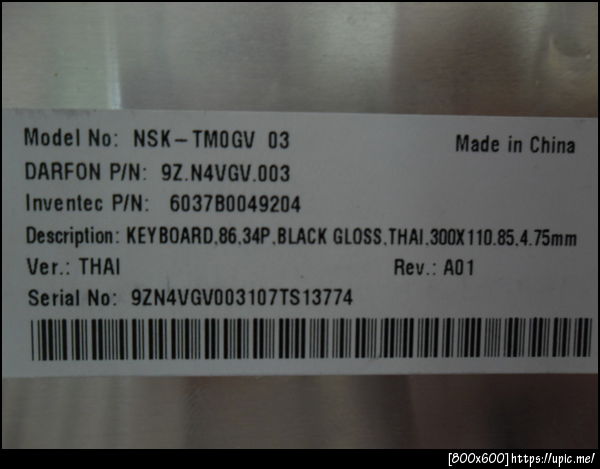 Model No: NSK-TM0GV 03
Made in China
DARFON P/N: 9Z.N4VGV.003
Inventec P/N: 6037B0049204
Description: KEYBOARD,86,34P,BLACK GLOSS,THAI,300X110.85,4.75mm
Ver.: THAI Rev.: A01
Serial No: 9ZN4VGV003107TS13774
[800x600]https://upic.me/